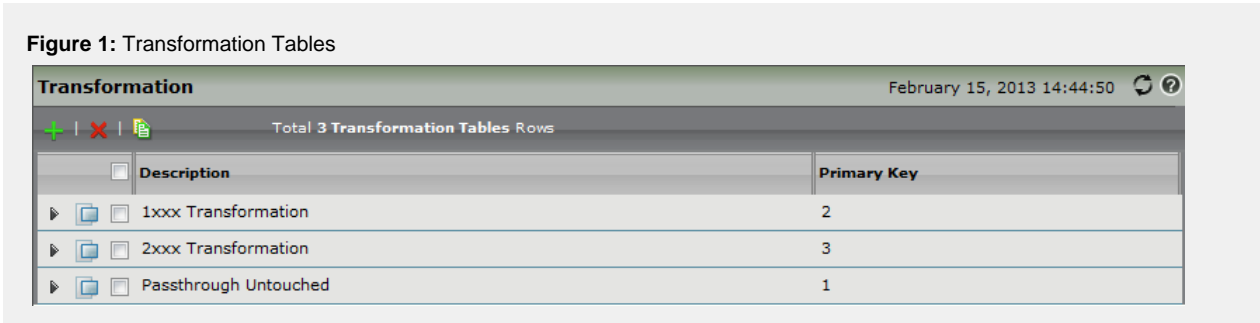 Figure 1: Transformation Tables
Transformation February 15, 2013 14:44:50
Total 3 Transformation Tables Rows
Description Primary Key
1xxx Transformation 2
2xxx Transformation 3
Passthrough Untouched 1